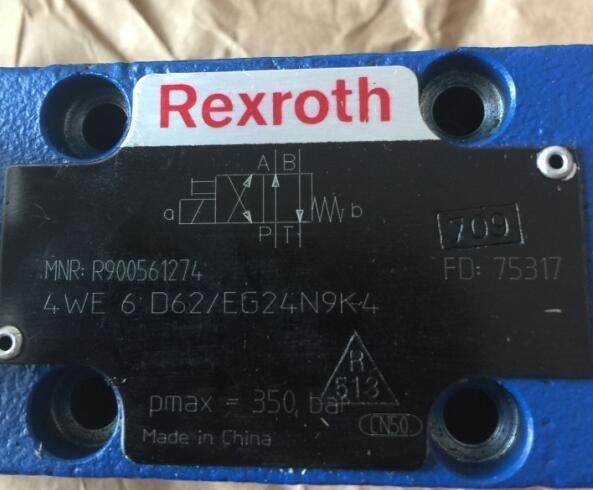 Rexroth
A B
a b
P T
709
MNR: R900561274
FD: 75317
4WE 6 D62/EG24N9K4
R
513
pmax = 350 bar
CN50
Made in China